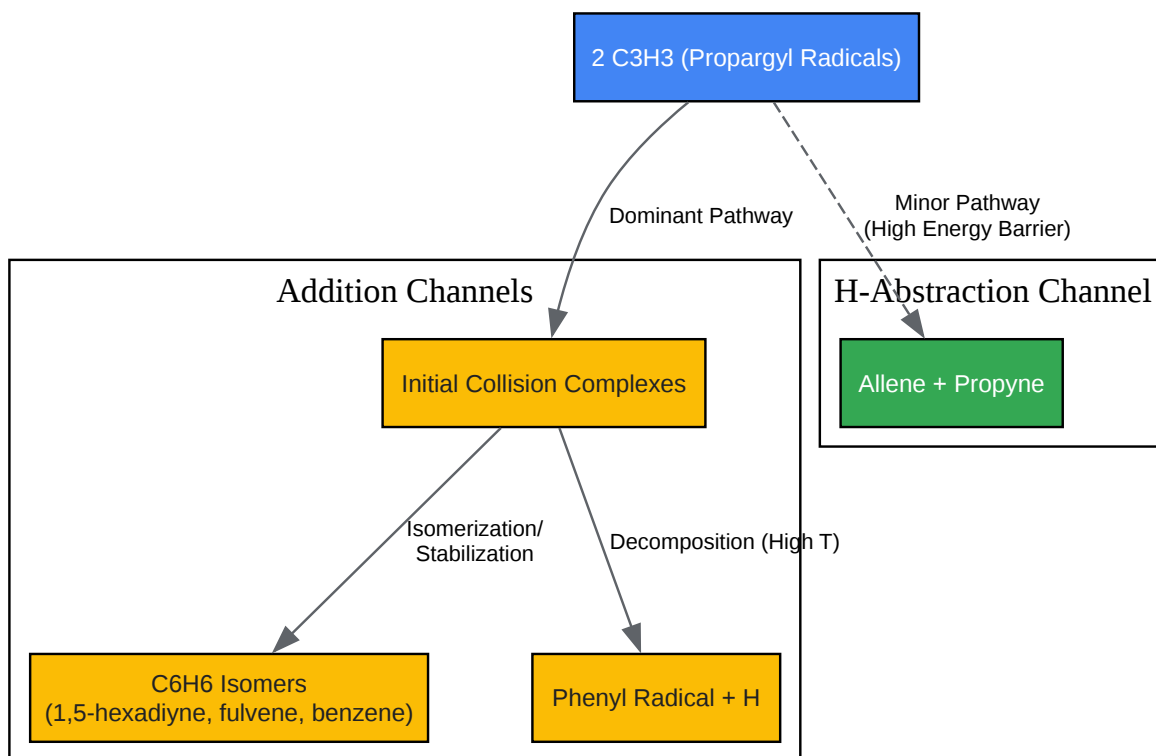 2 C3H3 (Propargyl Radicals)
Dominant Pathway
Minor Pathway
(High Energy Barrier)
Addition Channels
H-Abstraction Channel
Initial Collision Complexes
Allene + Propyne
Isomerization/
Stabilization
Decomposition (High T)
C6H6 Isomers
(1,5-hexadiyne, fulvene, benzene)
Phenyl Radical + H